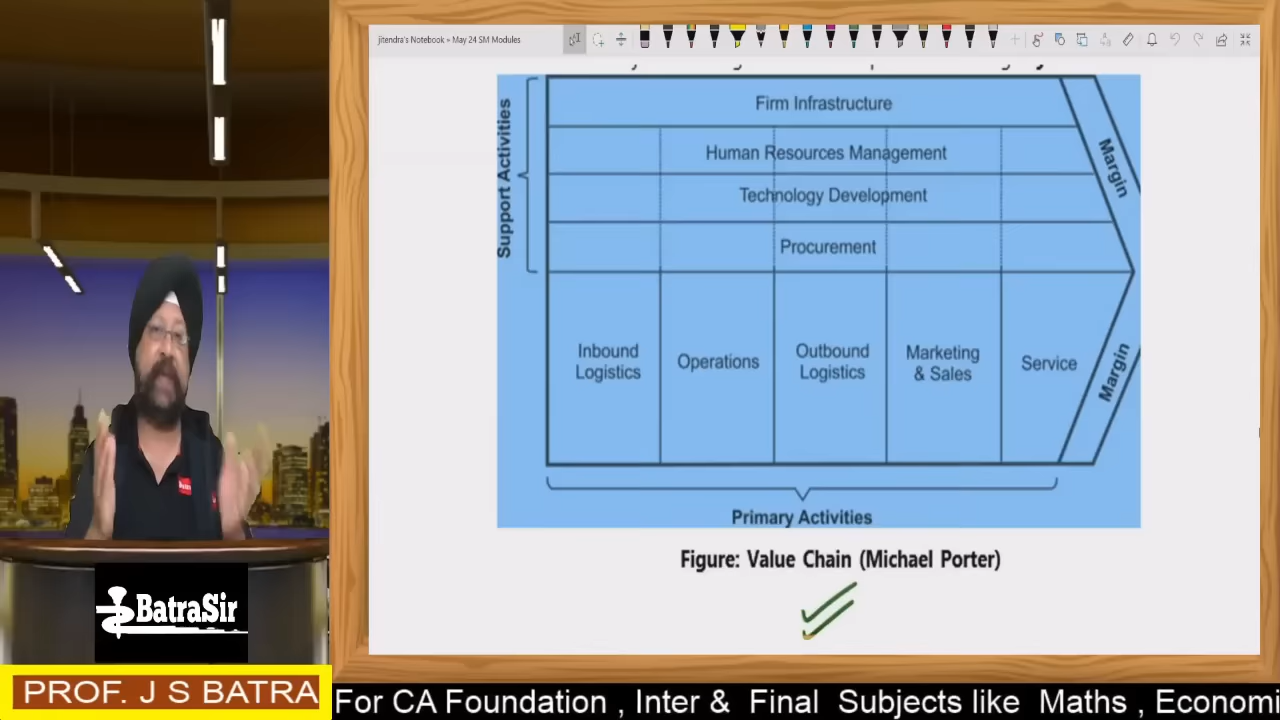 Jitendra's Notebook » May 24 SM Modules
Support Activities
Firm Infrastructure
Human Resources Management
Technology Development
Procurement
Margin
Inbound
Logistics
Operations
Outbound
Logistics
Marketing
& Sales
Service
Margin
Primary Activities
Figure: Value Chain (Michael Porter)
BatraSir
PROF. J S BATRA
For CA Foundation , Inter & Final Subjects like Maths , Economi